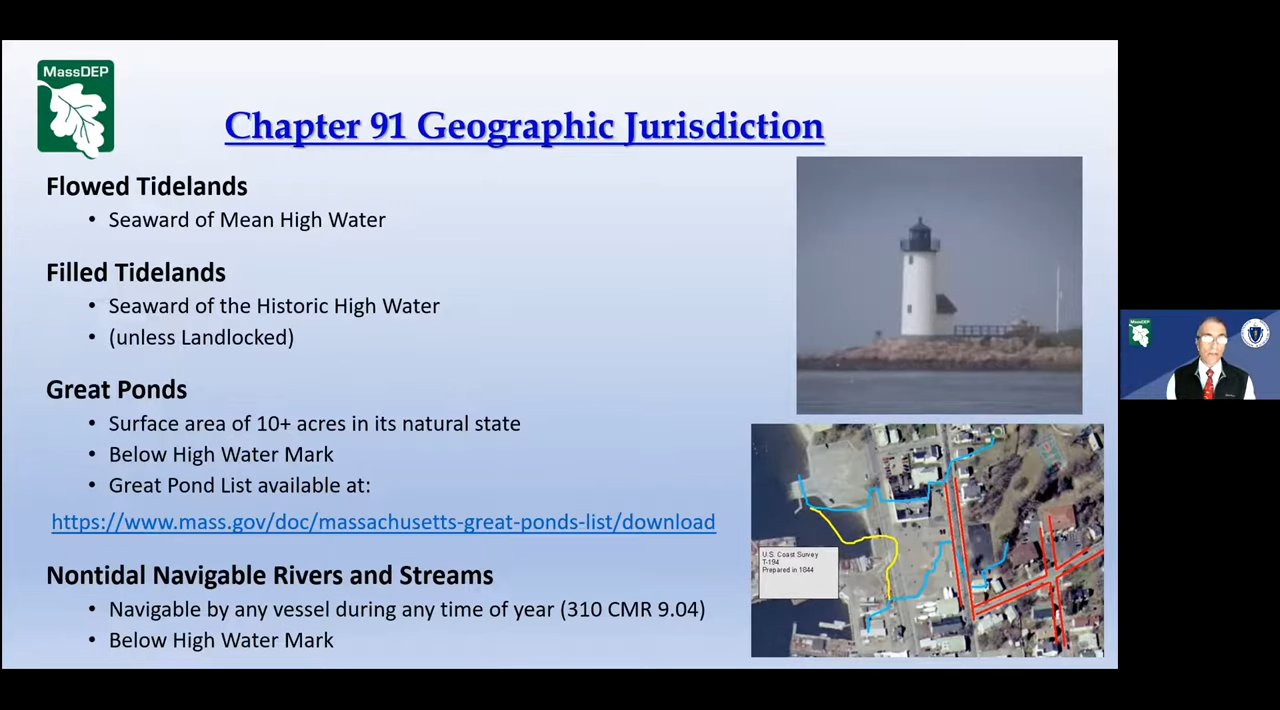 MassDEP
Chapter 91 Geographic Jurisdiction
Flowed Tidelands
• Seaward of Mean High Water
Filled Tidelands
• Seaward of the Historic High Water
• (unless Landlocked)
Great Ponds
• Surface area of 10+ acres in its natural state
• Below High Water Mark
• Great Pond List available at:
https://www.mass.gov/doc/massachusetts-great-ponds-list/download
Nontidal Navigable Rivers and Streams
• Navigable by any vessel during any time of year (310 CMR 9.04)
• Below High Water Mark
U.S. Coast Survey
T-194
Prepared in 1844
MassDEP